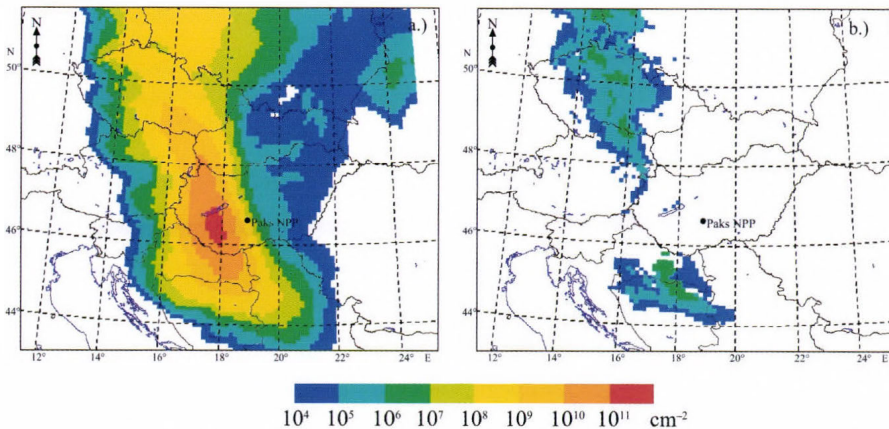 N a.)
N
50°
48°
46°
44°
Paks NPP
12° 14° 16° 18° 20° 22° 24° E
N b.)
N
50°
48°
46°
44°
Paks NPP
12° 14° 16° 18° 20° 22° 24° E
10⁴ 10⁵ 10⁶ 10⁷ 10⁸ 10⁹ 10¹⁰ 10¹¹ cm⁻²